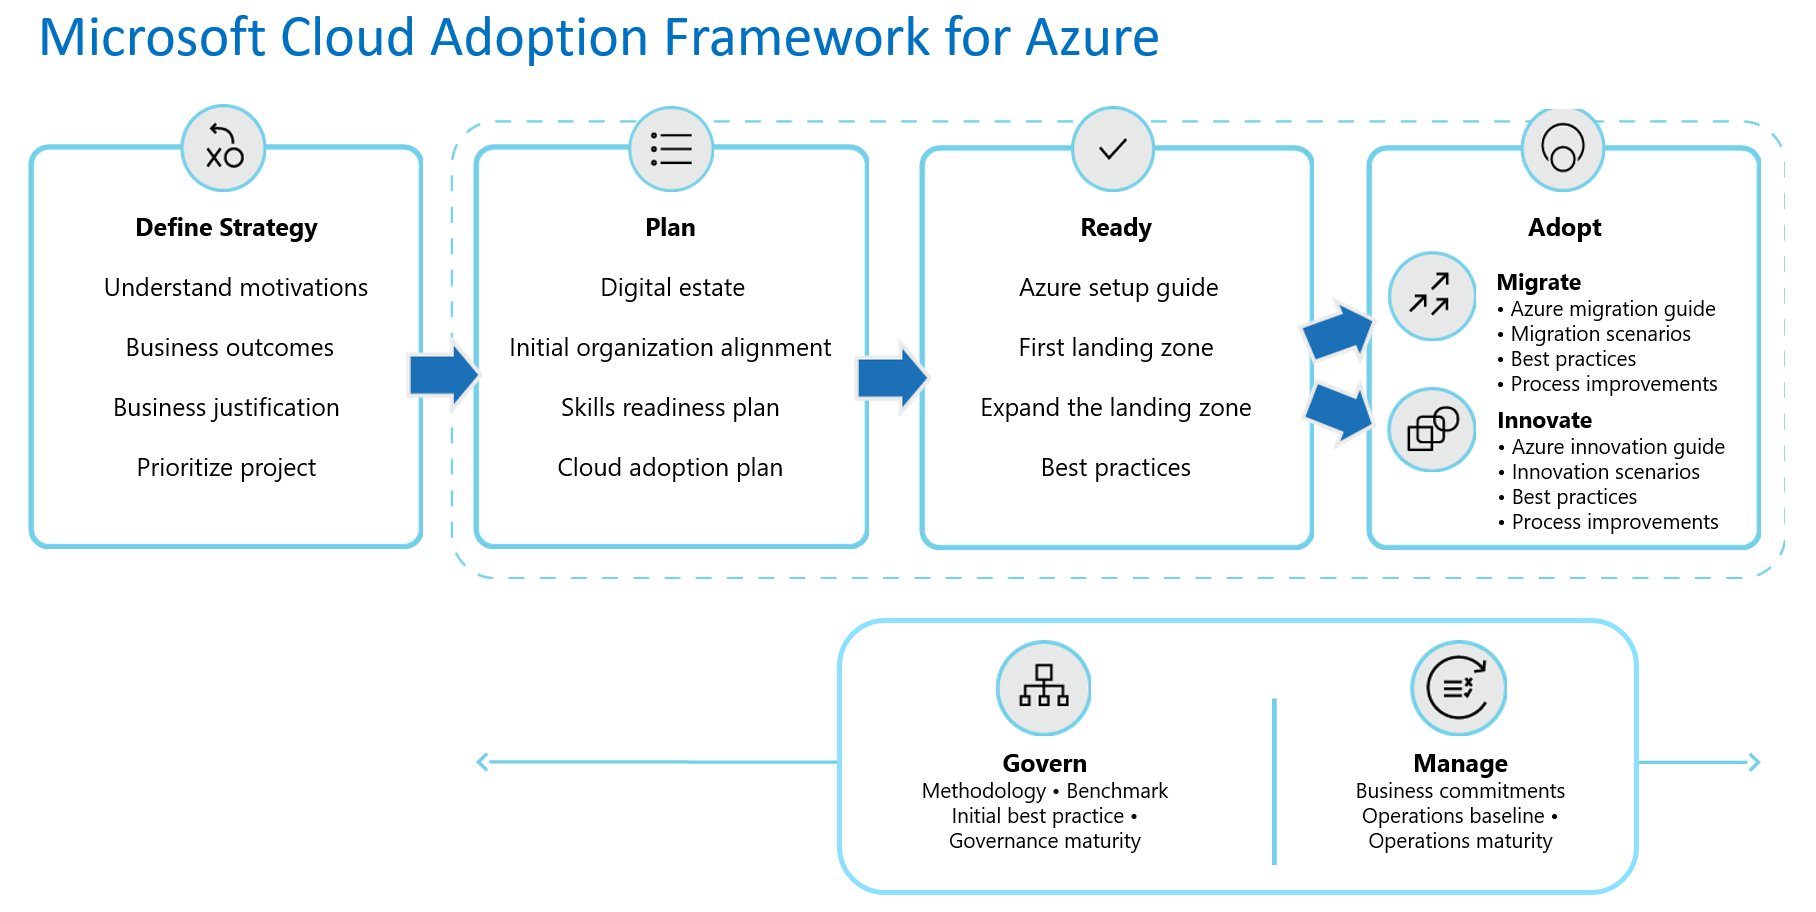 Microsoft Cloud Adoption Framework for Azure
Define Strategy
Understand motivations
Business outcomes
Business justification
Prioritize project
Plan
Digital estate
Initial organization alignment
Skills readiness plan
Cloud adoption plan
Ready
Azure setup guide
First landing zone
Expand the landing zone
Best practices
Adopt
Migrate
• Azure migration guide
• Migration scenarios
• Best practices
• Process improvements
Innovate
• Azure innovation guide
• Innovation scenarios
• Best practices
• Process improvements
Govern
Methodology • Benchmark
Initial best practice •
Governance maturity
Manage
Business commitments
Operations baseline •
Operations maturity